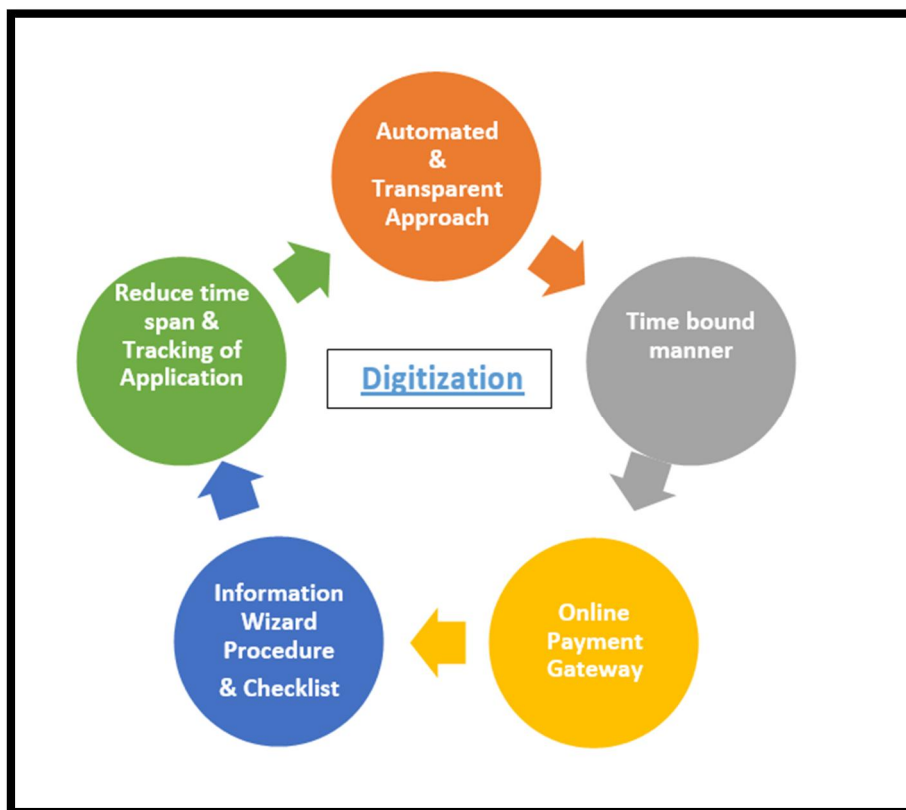 Automated
&
Transparent
Approach
Time bound
manner
Online
Payment
Gateway
Information
Wizard
Procedure
& Checklist
Reduce time
span &
Tracking of
Application
Digitization